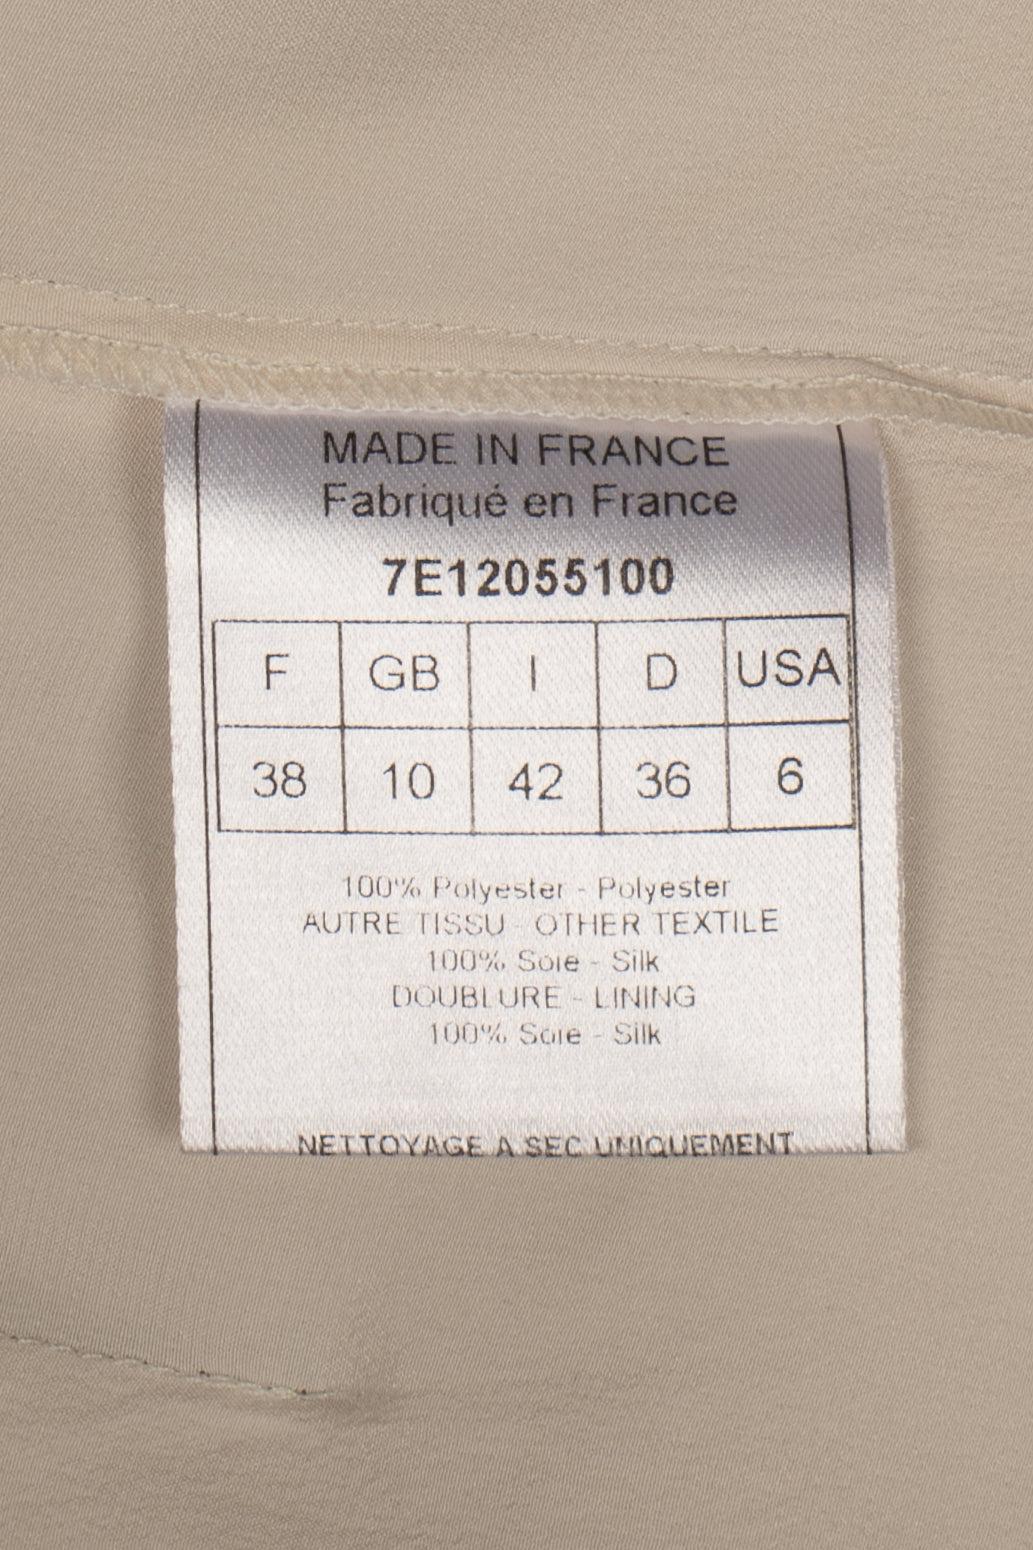 MADE IN FRANCE
Fabriqué en France
7E12055100
F GB I D USA
38 10 42 36 6
100% Polyester - Polyester
AUTRE TISSU - OTHER TEXTILE
100% Soie - Silk
DOUBLURE - LINING
100% Soie - Silk
NETTOYAGE A SEC UNIQUEMENT